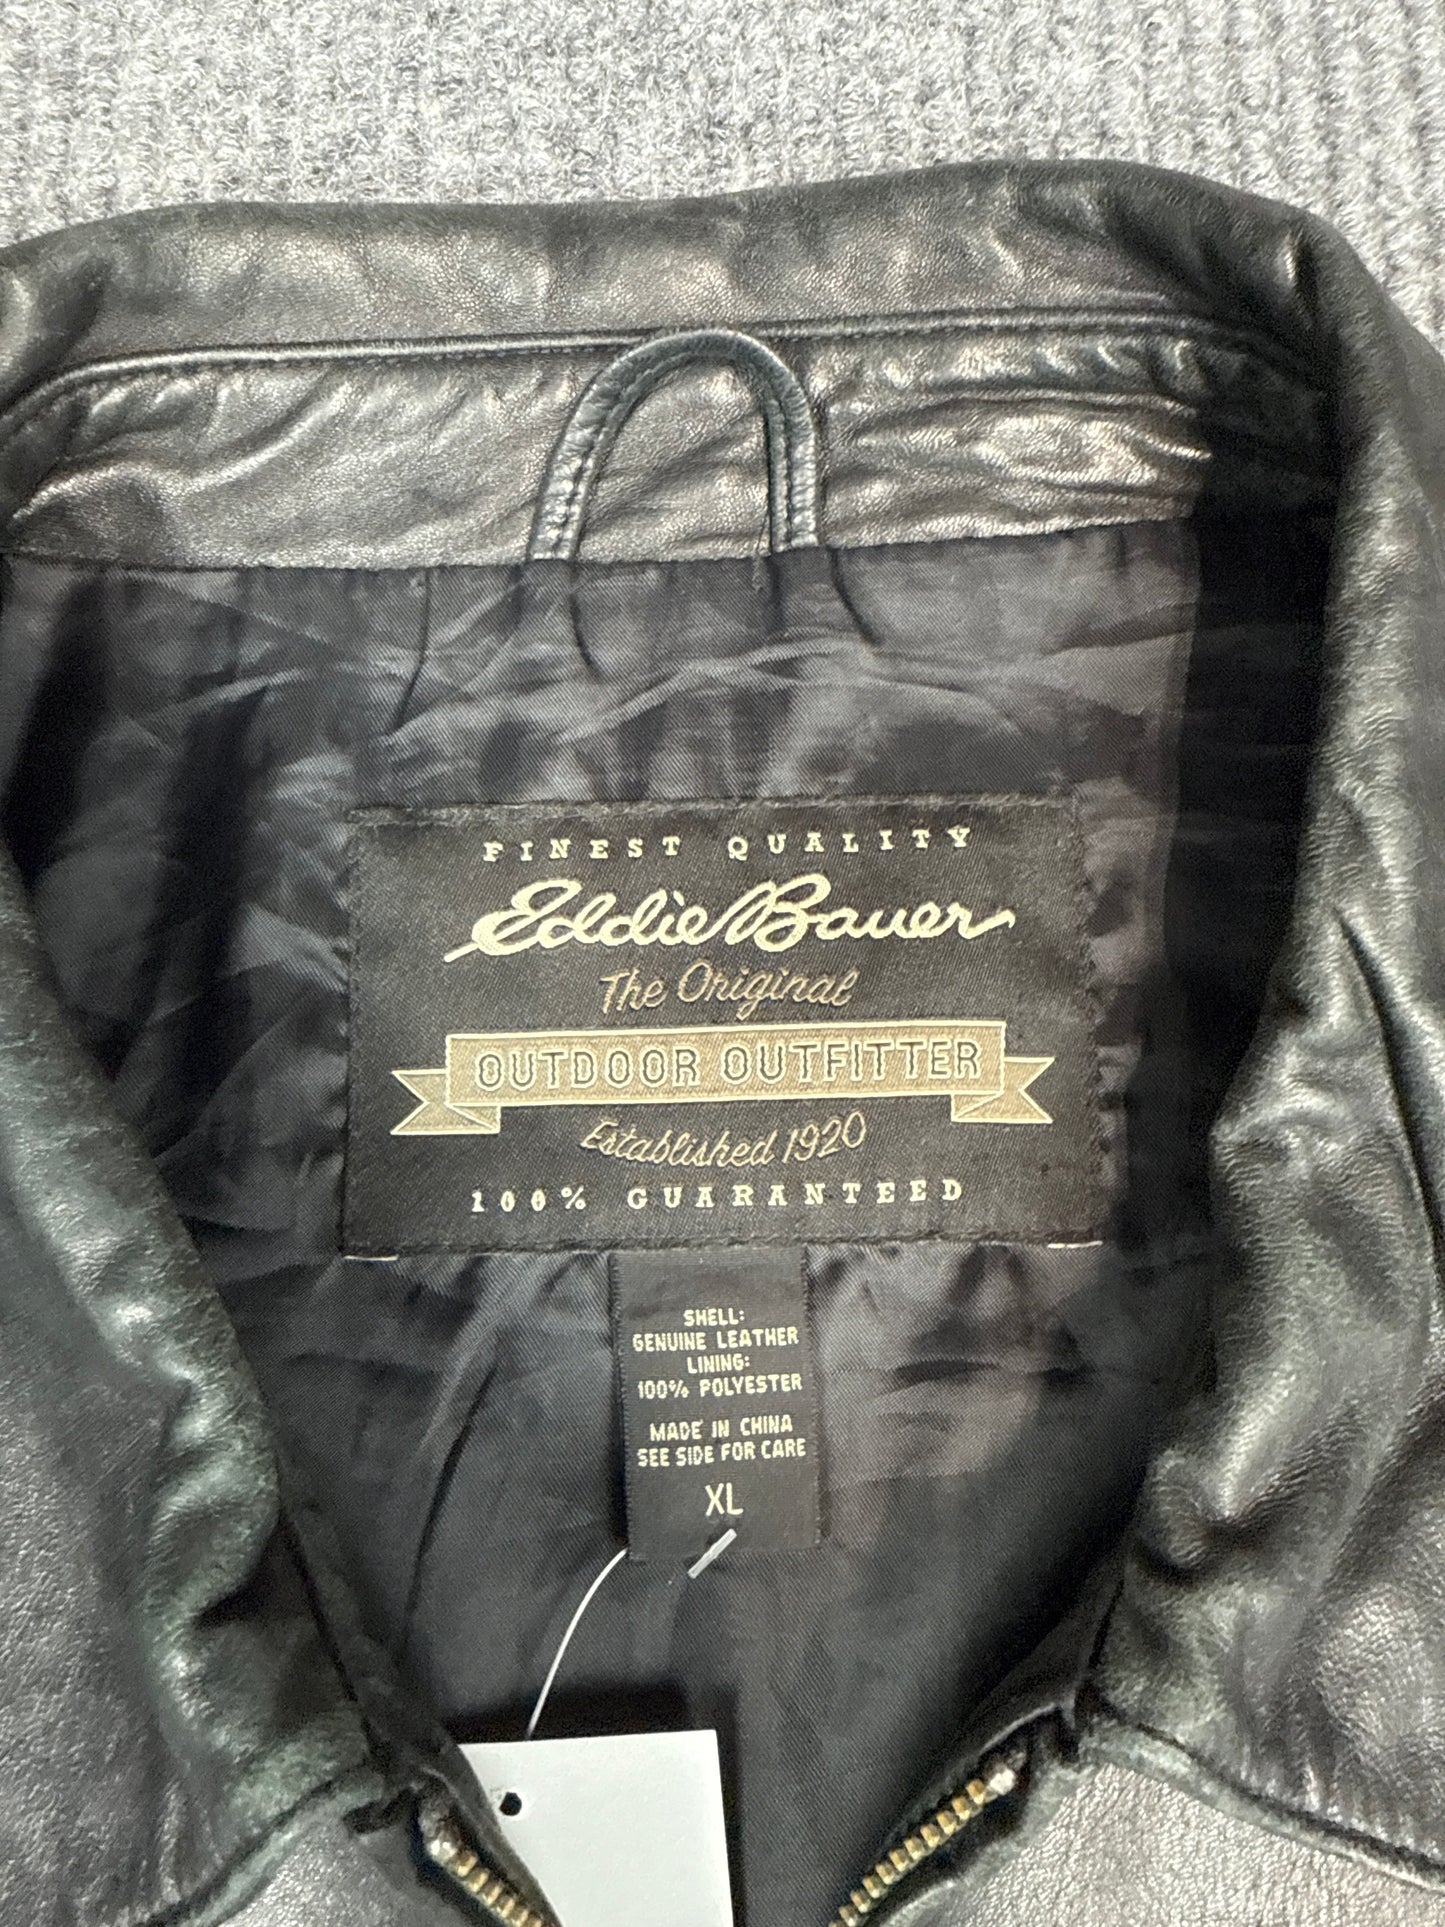 FINEST QUALITY
Eddie Bauer
The Original
OUTDOOR OUTFITTER
Established 1920
100% GUARANTEED
SHELL:
GENUINE LEATHER
LINING:
100% POLYESTER
MADE IN CHINA
SEE SIDE FOR CARE
XL